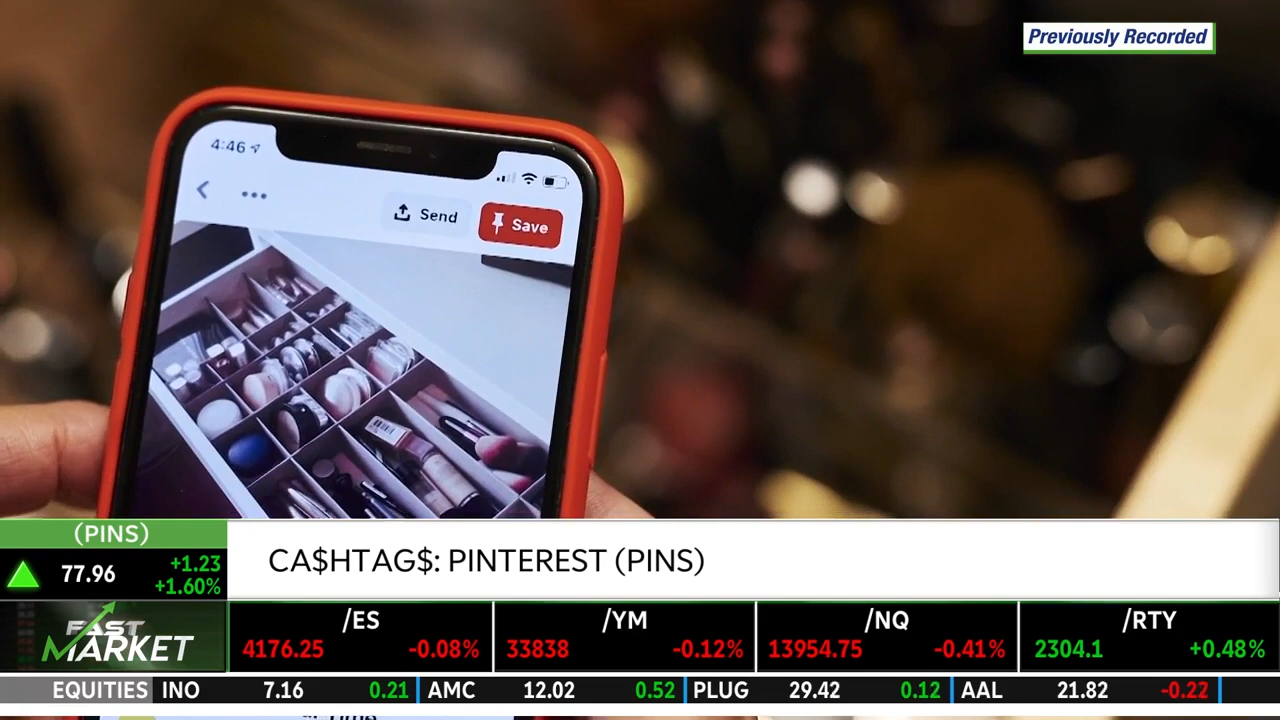 Previously Recorded
4:46
Send
Save
(PINS)
77.96
+1.23
+1.60%
CA$HTAG$: PINTEREST (PINS)
FAST
MARKET
/ES
4176.25 -0.08%
/YM
33838 -0.12%
/NQ
13954.75 -0.41%
/RTY
2304.1 +0.48%
EQUITIES INO 7.16 0.21 AMC 12.02 0.52 PLUG 29.42 0.12 AAL 21.82 -0.22
Time